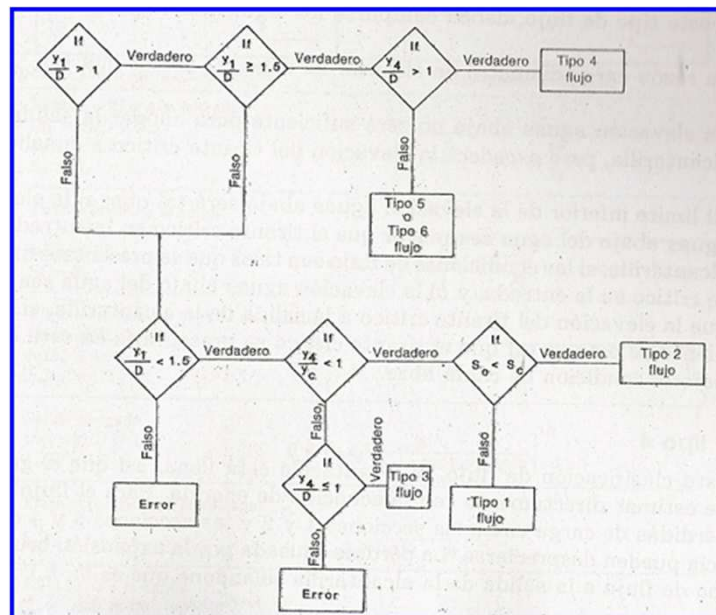 If
y1
D
> 1
Verdadero
If
y1
D
≥ 1.5
Verdadero
If
y4
D
> 1
Verdadero
Tipo 4
flujo
Falso
Falso
Falso
Tipo 5
Tipo 6
flujo
If
y1
D
< 1.5
Verdadero
If
y4
yc
≤ 1
Verdadero
If
So < Sc
Verdadero
Tipo 2
flujo
Falso
Falso
Falso
Error
If
y4
D
≤ 1
Verdadero
Tipo 3
flujo
Tipo 1
flujo
Falso
Error